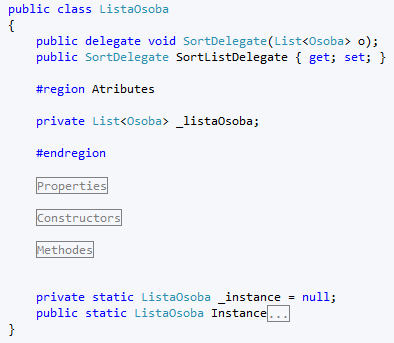 public class ListaOsoba
{
public delegate void SortDelegate(List<Osoba> o);
public SortDelegate SortListDelegate { get; set; }
#region Atributes
private List<Osoba> _listaOsoba;
#endregion
Properties
Constructors
Methodes
private static ListaOsoba _instance = null;
public static ListaOsoba Instance...
}